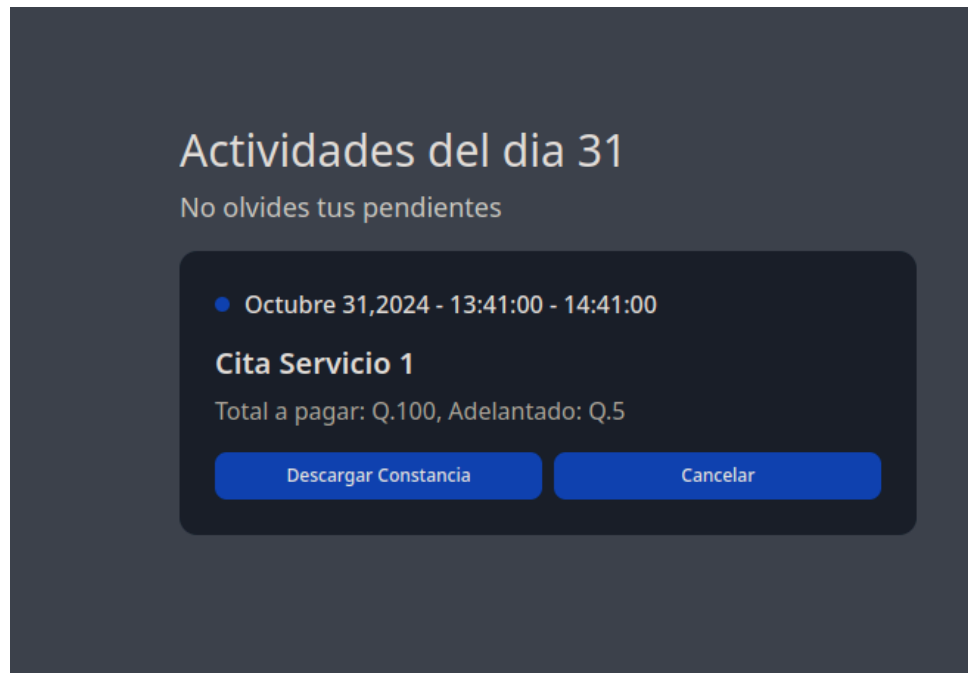 Actividades del dia 31
No olvides tus pendientes
Octubre 31,2024 - 13:41:00 - 14:41:00
Cita Servicio 1
Total a pagar: Q.100, Adelantado: Q.5
Descargar Constancia
Cancelar